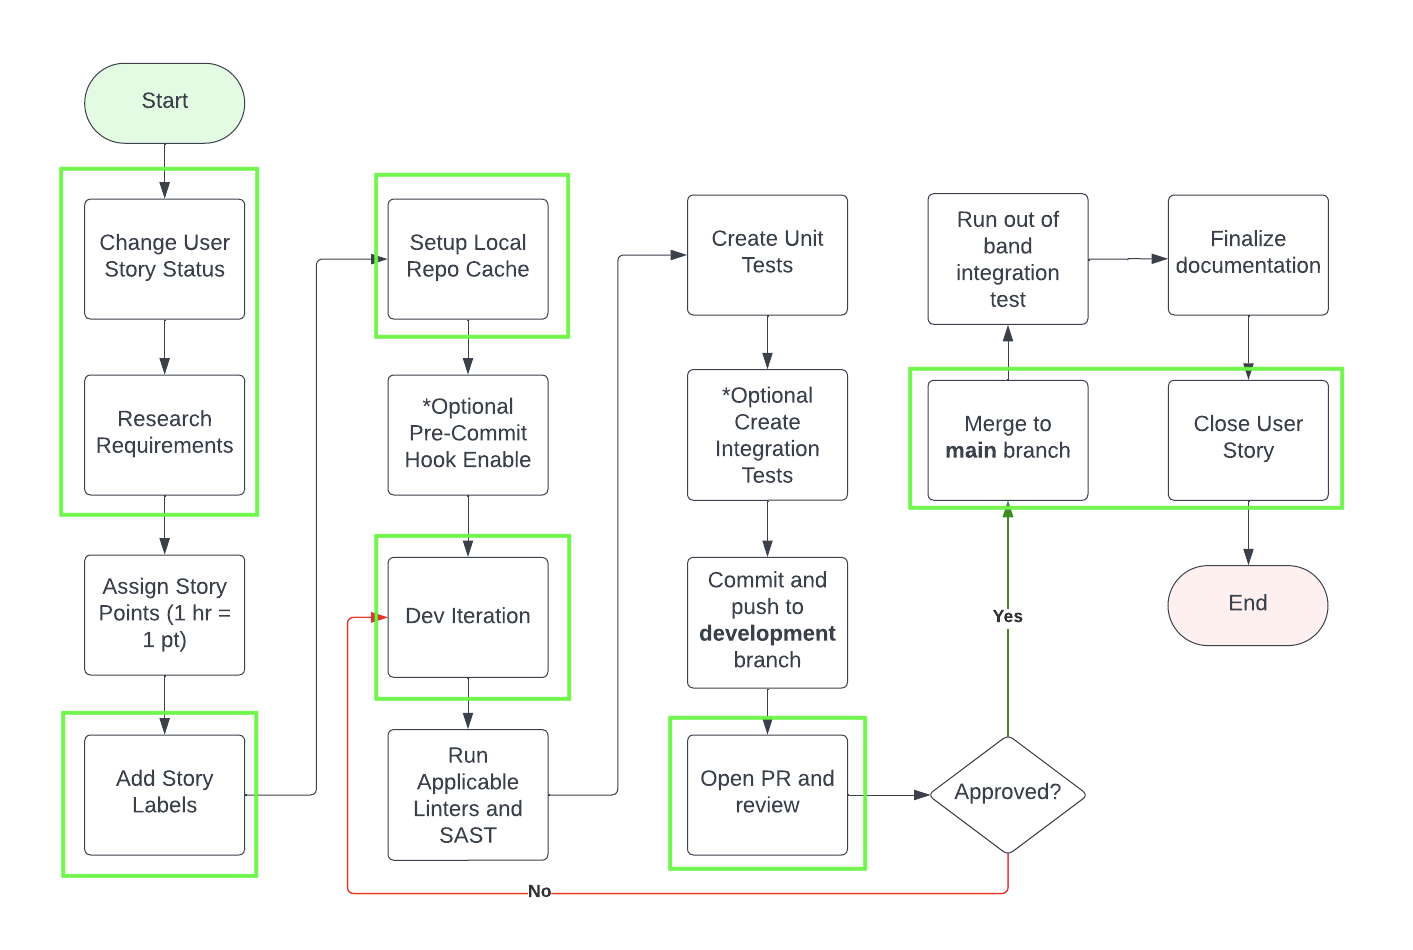 Start
Change User
Story Status
Research
Requirements
Assign Story
Points (1 hr =
1 pt)
Add Story
Labels
Setup Local
Repo Cache
*Optional
Pre-Commit
Hook Enable
Dev Iteration
Run
Applicable
Linters and
SAST
Create Unit
Tests
*Optional
Create
Integration
Tests
Commit and
push to
development
branch
Open PR and
review
Approved?
No
Yes
Merge to
main branch
Run out of
band
integration
test
Finalize
documentation
Close User
Story
End